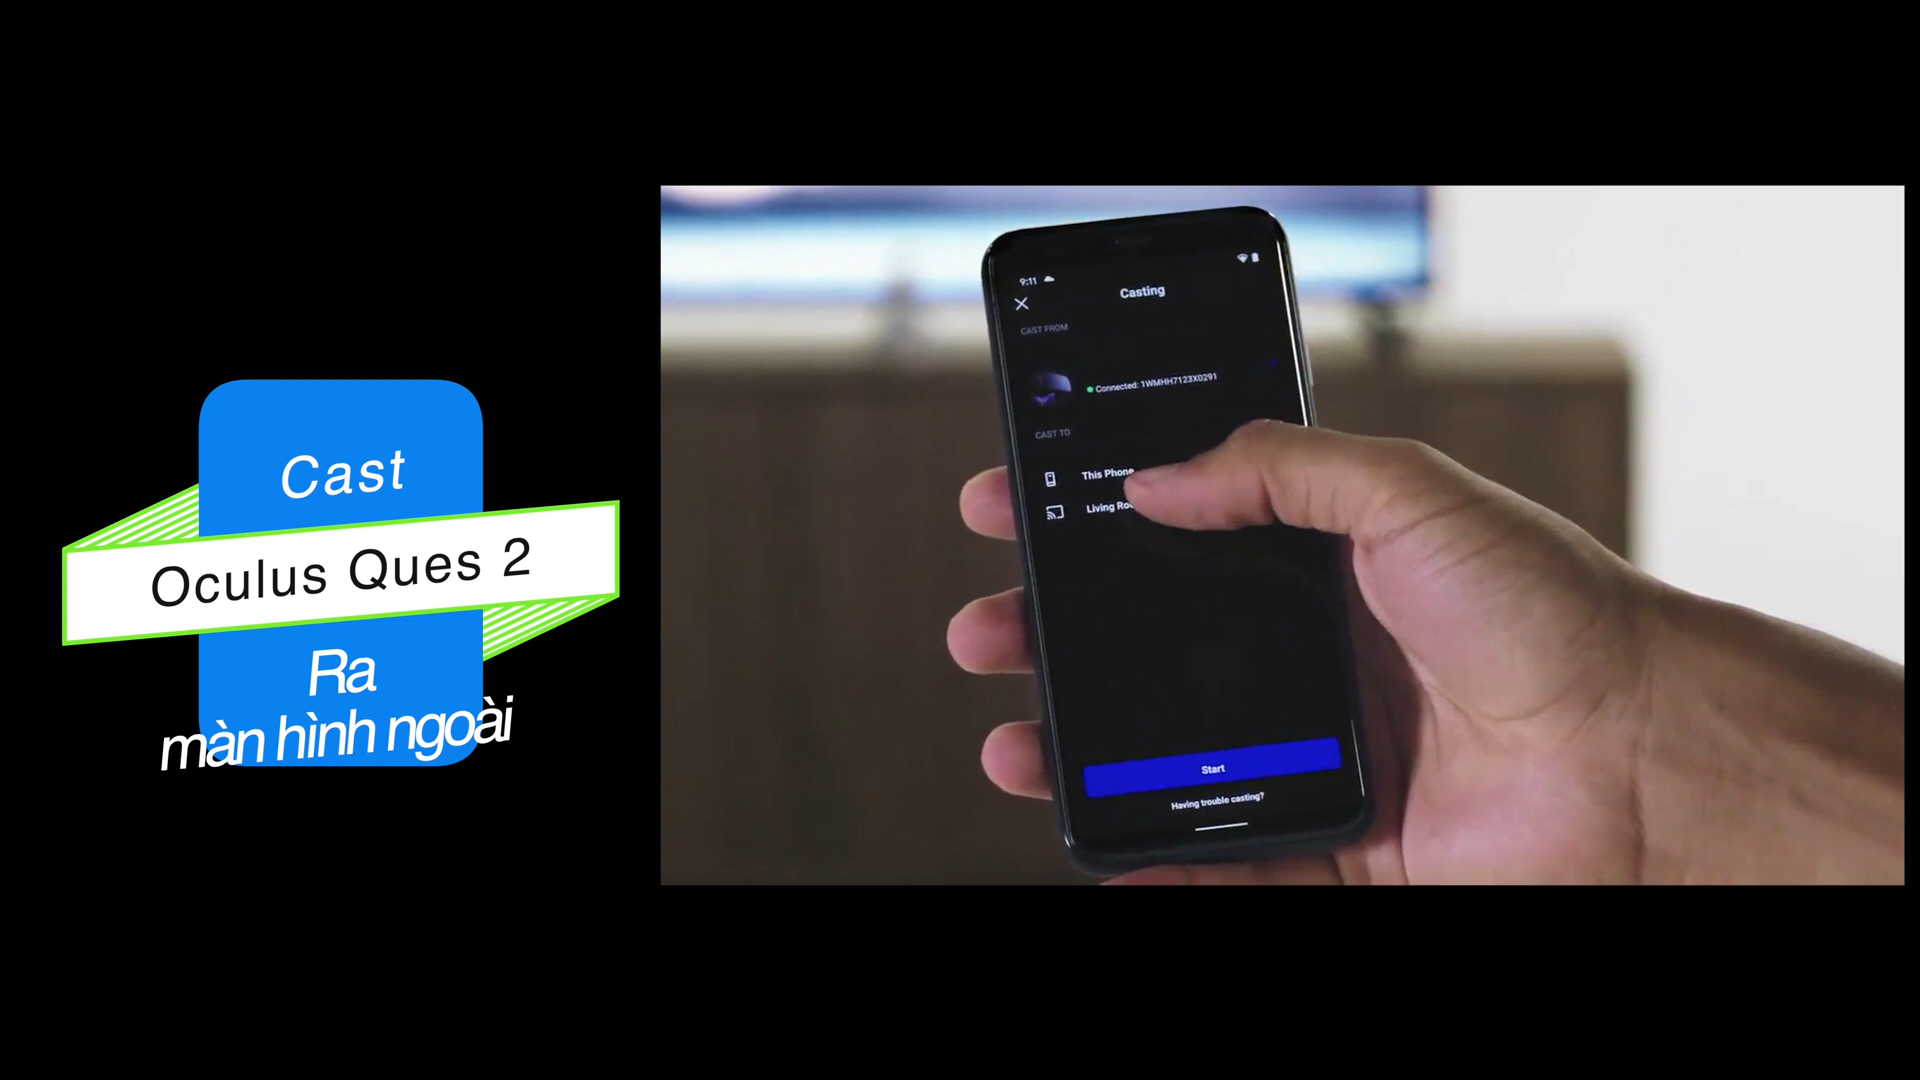 Cast
Oculus Ques 2
Ra
màn hình ngoài
9:11
Casting
CAST FROM
Connected: 1WMHH7123X0291
CAST TO
This Phone
Living
Start
Having trouble casting?